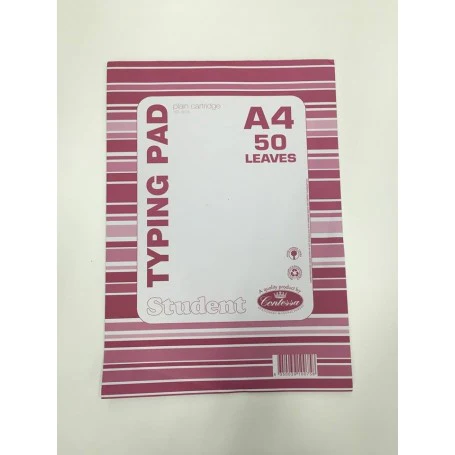 TYPING PAD
plain cartridge
A4
50
LEAVES
Student
A quality product by
Contessa